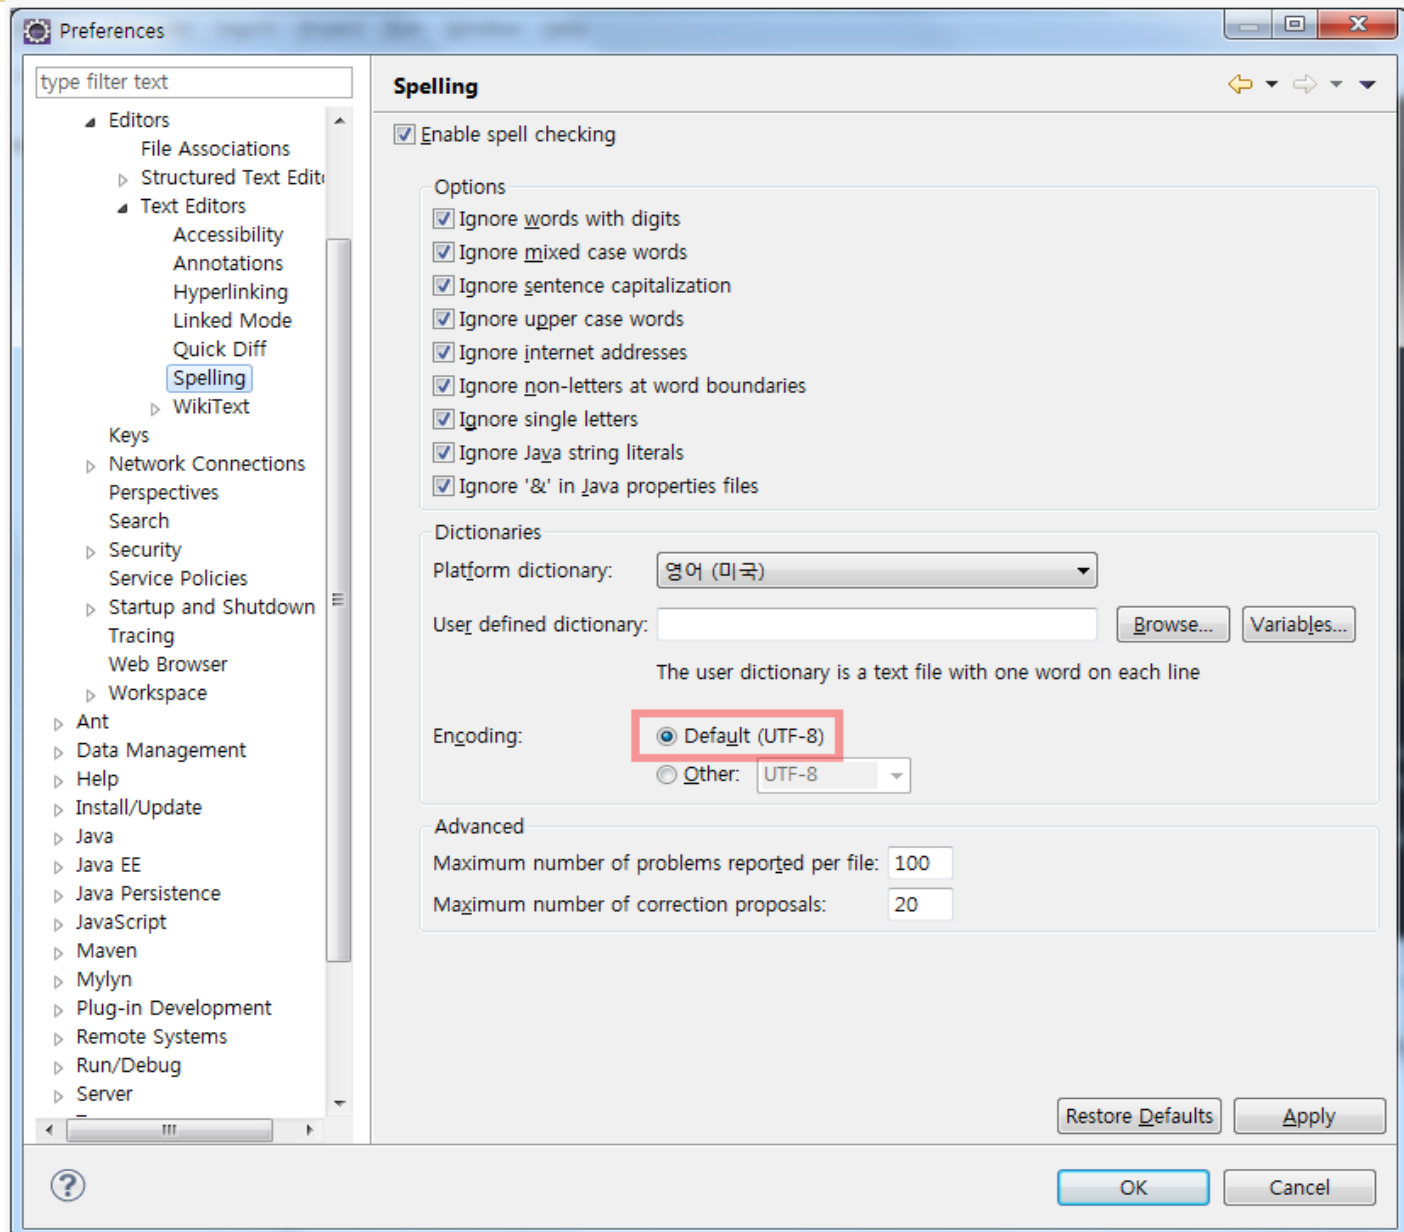 Preferences
type filter text
Editors
File Associations
Structured Text Edit
Text Editors
Accessibility
Annotations
Hyperlinking
Linked Mode
Quick Diff
Spelling
WikiText
Keys
Network Connections
Perspectives
Search
Security
Service Policies
Startup and Shutdown
Tracing
Web Browser
Workspace
Ant
Data Management
Help
Install/Update
Java
Java EE
Java Persistence
JavaScript
Maven
Mylyn
Plug-in Development
Remote Systems
Run/Debug
Server
Spelling
Enable spell checking
Options
Ignore words with digits
Ignore mixed case words
Ignore sentence capitalization
Ignore upper case words
Ignore internet addresses
Ignore non-letters at word boundaries
Ignore single letters
Ignore Java string literals
Ignore '&' in Java properties files
Dictionaries
Platform dictionary: 영어 (미국)
User defined dictionary: Browse... Variables...
The user dictionary is a text file with one word on each line
Encoding: Default (UTF-8)
Other: UTF-8
Advanced
Maximum number of problems reported per file: 100
Maximum number of correction proposals: 20
Restore Defaults Apply
OK Cancel